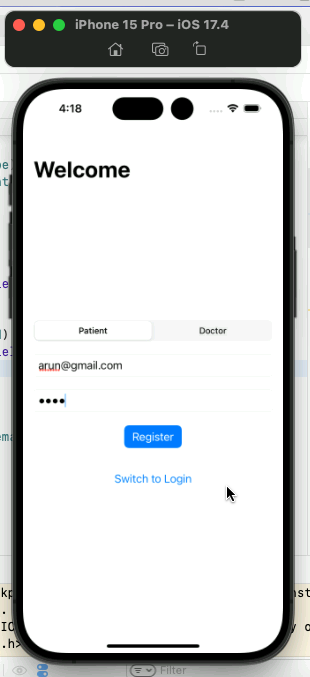 iPhone 15 Pro – iOS 17.4
4:18
Welcome
Patient Doctor
arun@gmail.com
••••
Register
Switch to Login
Filter